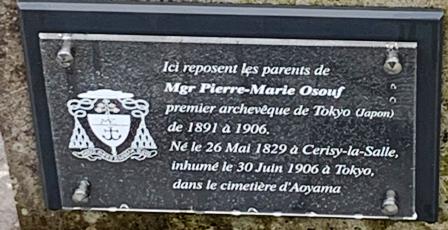 Ici reposent les parents de
Mgr Pierre-Marie Osouf
premier archevêque de Tokyo (Japon)
de 1891 à 1906.
Né le 26 Mai 1829 à Cerisy-la-Salle,
inhumé le 30 Juin 1906 à Tokyo,
dans le cimetière d'Aoyama